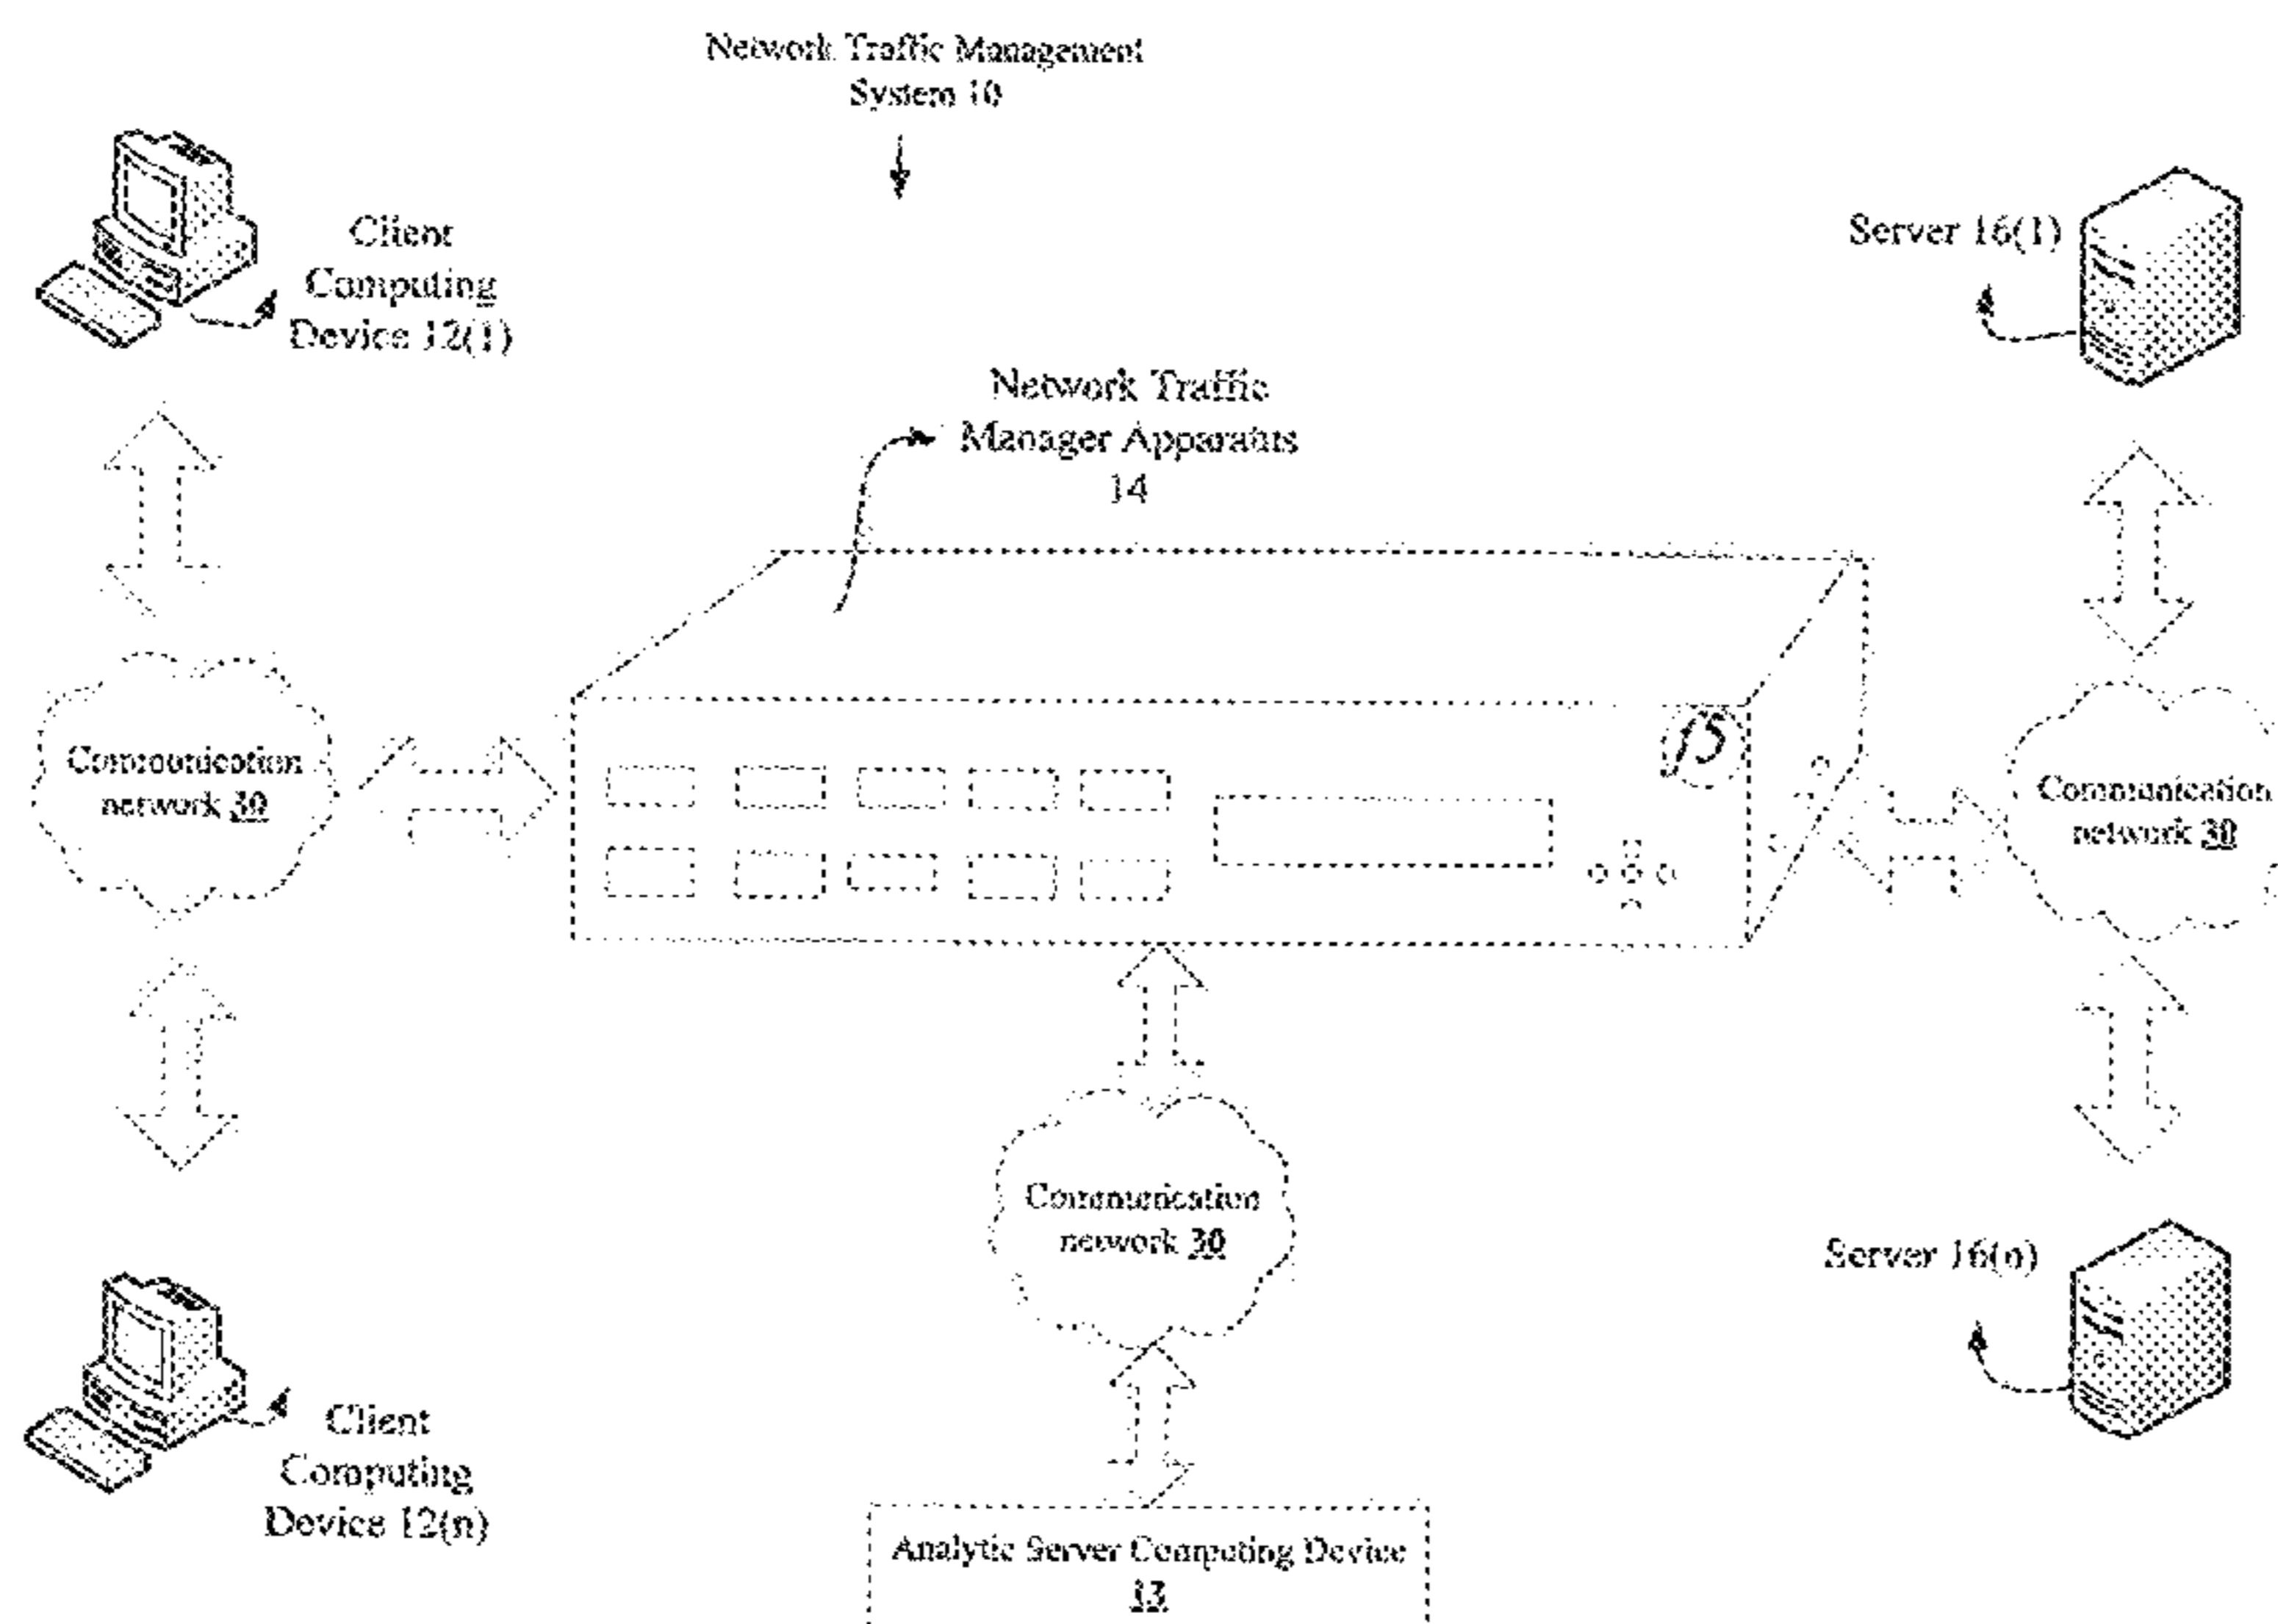 Network Traffic Management
System 10
Client
Computing
Device 12(1)
Server 16(1)
Network Traffic
Manager Apparatus
14
f5
Communication
network 30
Communication
network 30
Communication
network 30
Server 16(n)
Client
Computing
Device 12(n)
Analytic Server Computing Device
13